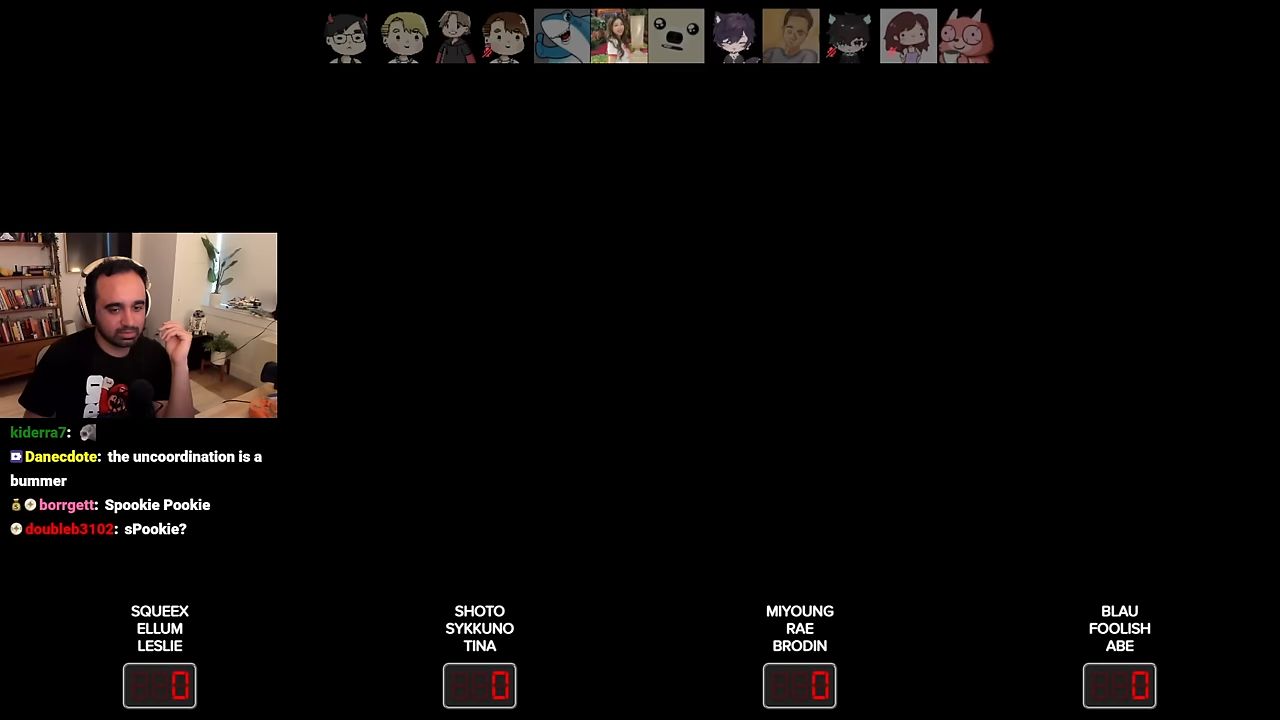 kiderra7:
Danecdote: the uncoordination is a
bummer
borrgett: Spookie Pookie
doubleb3102: sPookie?
SQUEEX
ELLUM
LESLIE
0
SHOTO
SYKKUNO
TINA
0
MIYOUNG
RAE
BRODIN
0
BLAU
FOOLISH
ABE
0